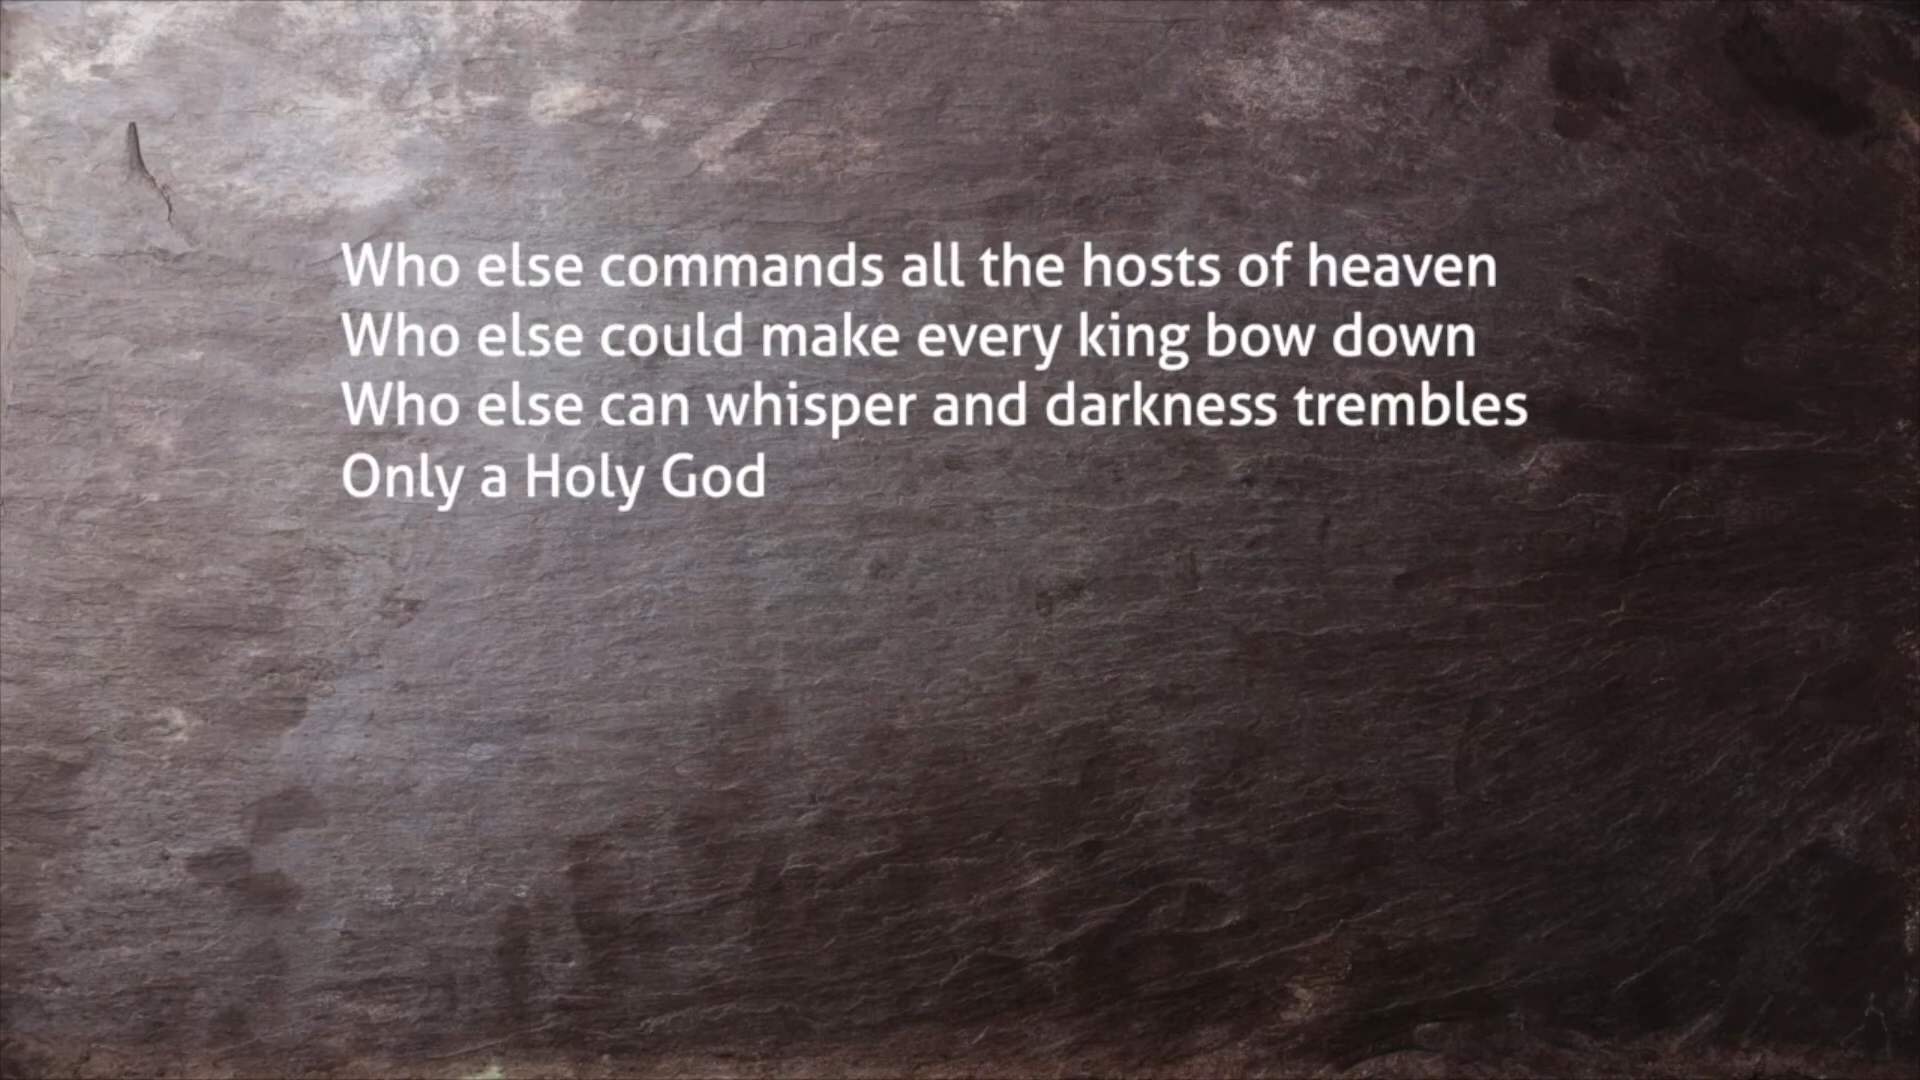 Who else commands all the hosts of heaven
Who else could make every king bow down
Who else can whisper and darkness trembles
Only a Holy God